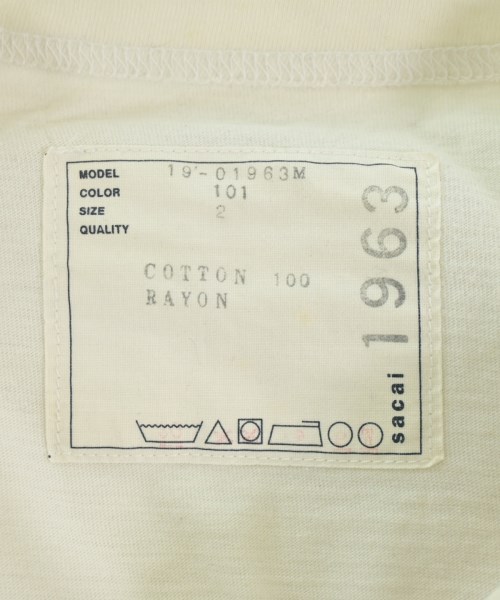 MODEL 19-01963M
COLOR 101
SIZE 2
QUALITY
COTTON 100
RAYON
1963
sacai